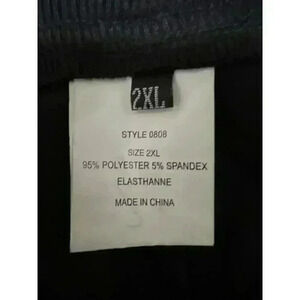 2XL
STYLE 0808
SIZE 2XL
95% POLYESTER 5% SPANDEX
ELASTHANNE
MADE IN CHINA